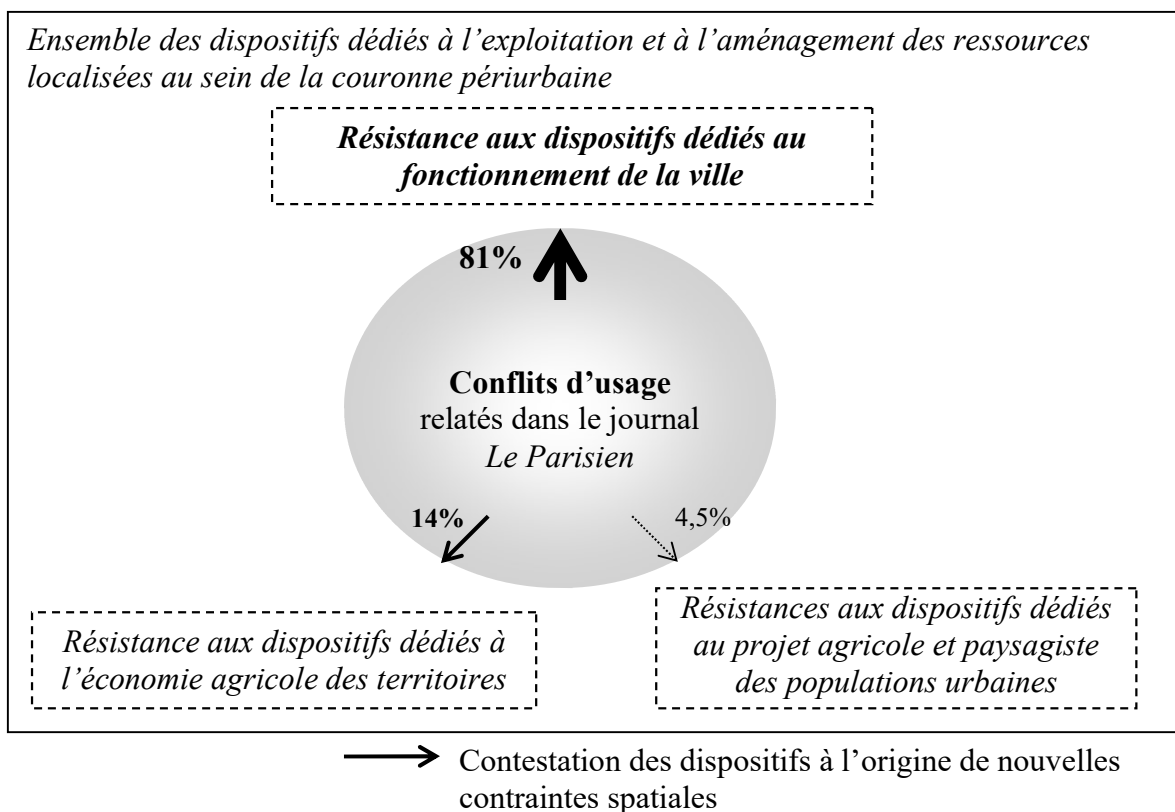 Ensemble des dispositifs dédiés à l’exploitation et à l’aménagement des ressources
localisées au sein de la couronne périurbaine
Résistance aux dispositifs dédiés au
fonctionnement de la ville
81%
Conflits d’usage
relatés dans le journal
Le Parisien
14%
4,5%
Résistance aux dispositifs dédiés à
l’économie agricole des territoires
Résistances aux dispositifs dédiés
au projet agricole et paysagiste
des populations urbaines
Contestation des dispositifs à l’origine de nouvelles
contraintes spatiales